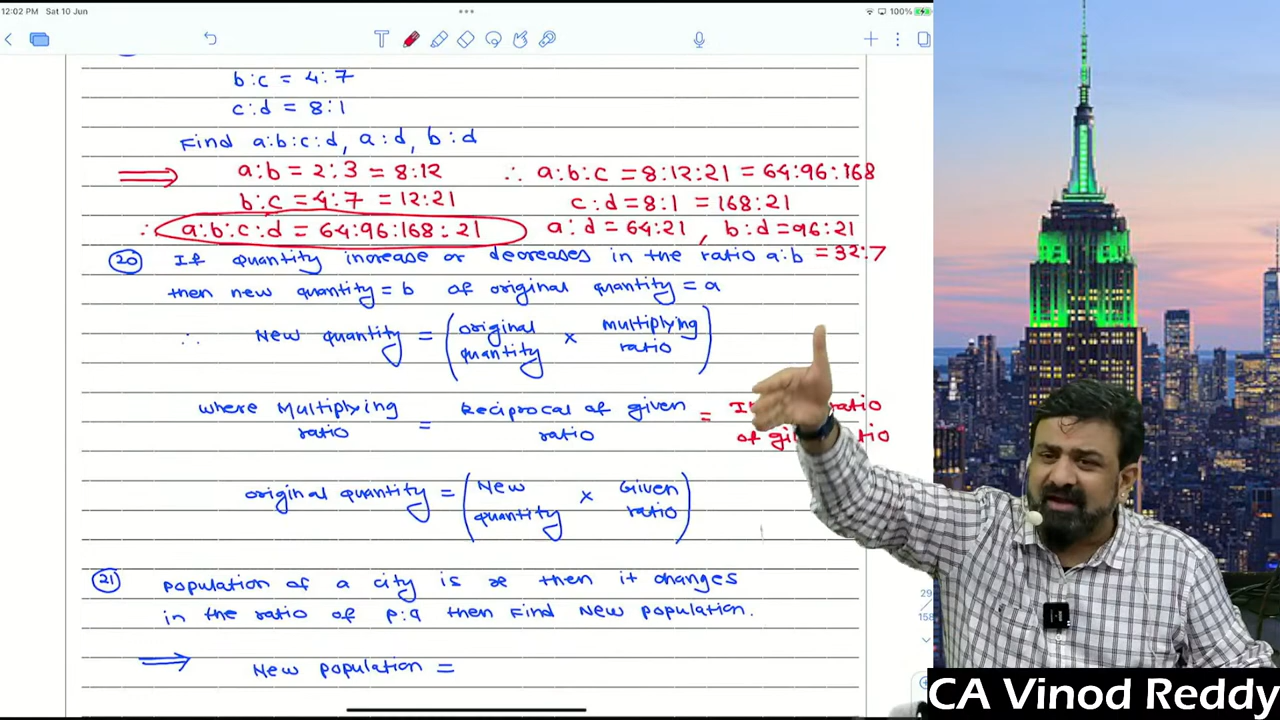 12:02 PM Sat 10 Jun
100%
b:c = 4:7
c:d = 8:1
Find a:b:c:d, a:d, b:d
⟹ a:b = 2:3 = 8:12 ∴ a:b:c = 8:12:21 = 64:96:168
b:c = 4:7 = 12:21 c:d = 8:1 = 168:21
∴ a:b:c:d = 64:96:168:21 a:d = 64:21, b:d = 96:21
= 32:7
20 If quantity increase or decreases in the ratio a:b
then new quantity = b of original quantity = a
∴ New quantity = (original quantity × multiplying ratio)
where Multiplying ratio = Reciprocal of given ratio = ratio of
original quantity = (New quantity × Given ratio)
21 population of a city is x then it changes
in the ratio of p:q then Find New population.
⟹ New population =
29
158
CA Vinod Reddy